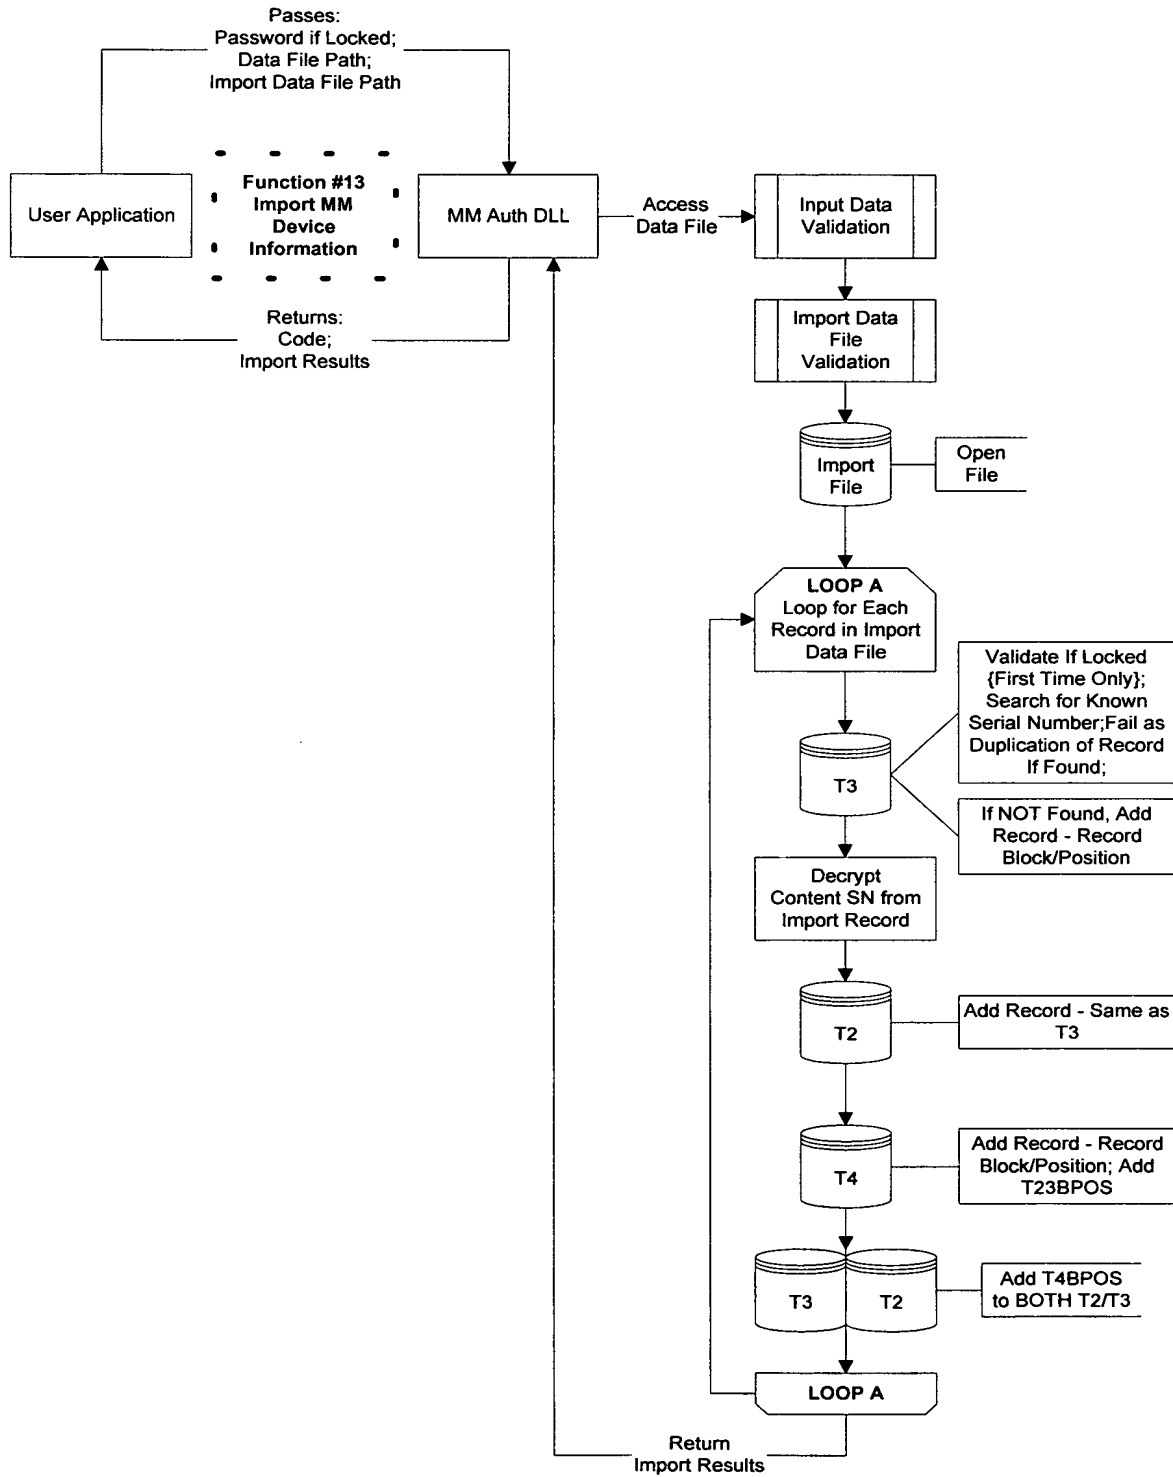 Passes:
Password if Locked;
Data File Path;
Import Data File Path
User Application
Function #13
Import MM
Device
Information
MM Auth DLL
Access
Data File
Input Data
Validation
Returns:
Code;
Import Results
Import Data
File
Validation
Import
File
Open
File
LOOP A
Loop for Each
Record in Import
Data File
Validate If Locked
{First Time Only};
Search for Known
Serial Number;Fail as
Duplication of Record
If Found;
T3
If NOT Found, Add
Record - Record
Block/Position
Decrypt
Content SN from
Import Record
T2
Add Record - Same as
T3
T4
Add Record - Record
Block/Position; Add
T23BPOS
T3
T2
Add T4BPOS
to BOTH T2/T3
LOOP A
Return
Import Results